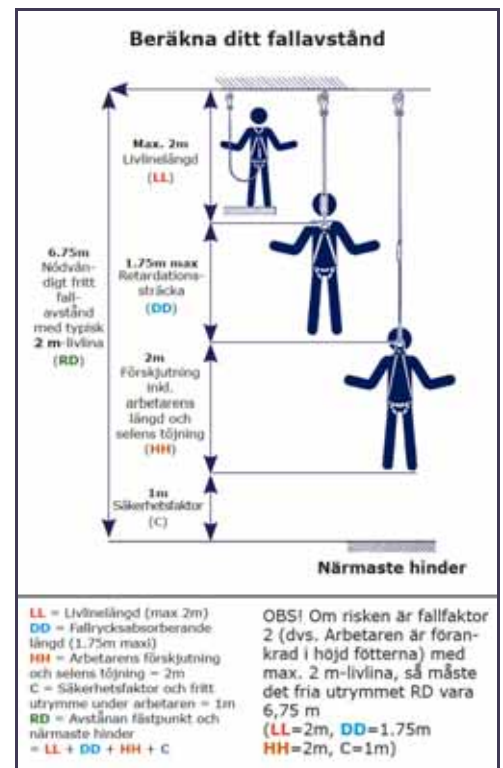 Beräkna ditt fallavstånd
Max. 2m
Livlinelängd
(LL)
6.75m
Nödvän-
digt fritt
fall-
avstånd
med typisk
2 m-livlina
(RD)
1.75m max
Retardations-
sträcka
(DD)
2m
Förskjutning
inkl.
arbetarens
längd och
selens töjning
(HH)
1m
Säkerhetsfaktor
(C)
Närmaste hinder
LL = Livlinelängd (max 2m)
DD = Fallrycksabsorberande
längd (1.75m maxi)
HH = Arbetarens förskjutning
och selens töjning = 2m
C = Säkerhetsfaktor och fritt
utrymme under arbetaren = 1m
RD = Avstånan fästpunkt och
närmaste hinder
= LL + DD + HH + C
OBS! Om risken är fallfaktor
2 (dvs. Arbetaren är föran-
krad i höjd fötterna) med
max. 2 m-livlina, så måste
det fria utrymmet RD vara
6,75 m
(LL=2m, DD=1.75m
HH=2m, C=1m)